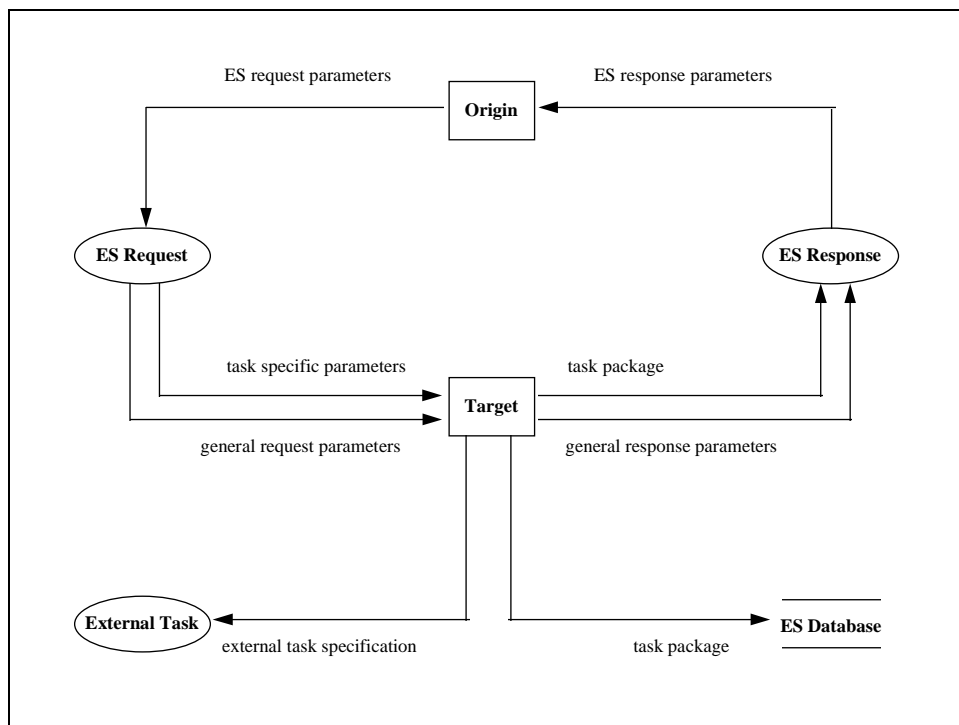 ES request parameters
ES response parameters
Origin
ES Request
ES Response
task specific parameters
task package
Target
general request parameters
general response parameters
External Task
ES Database
external task specification
task package